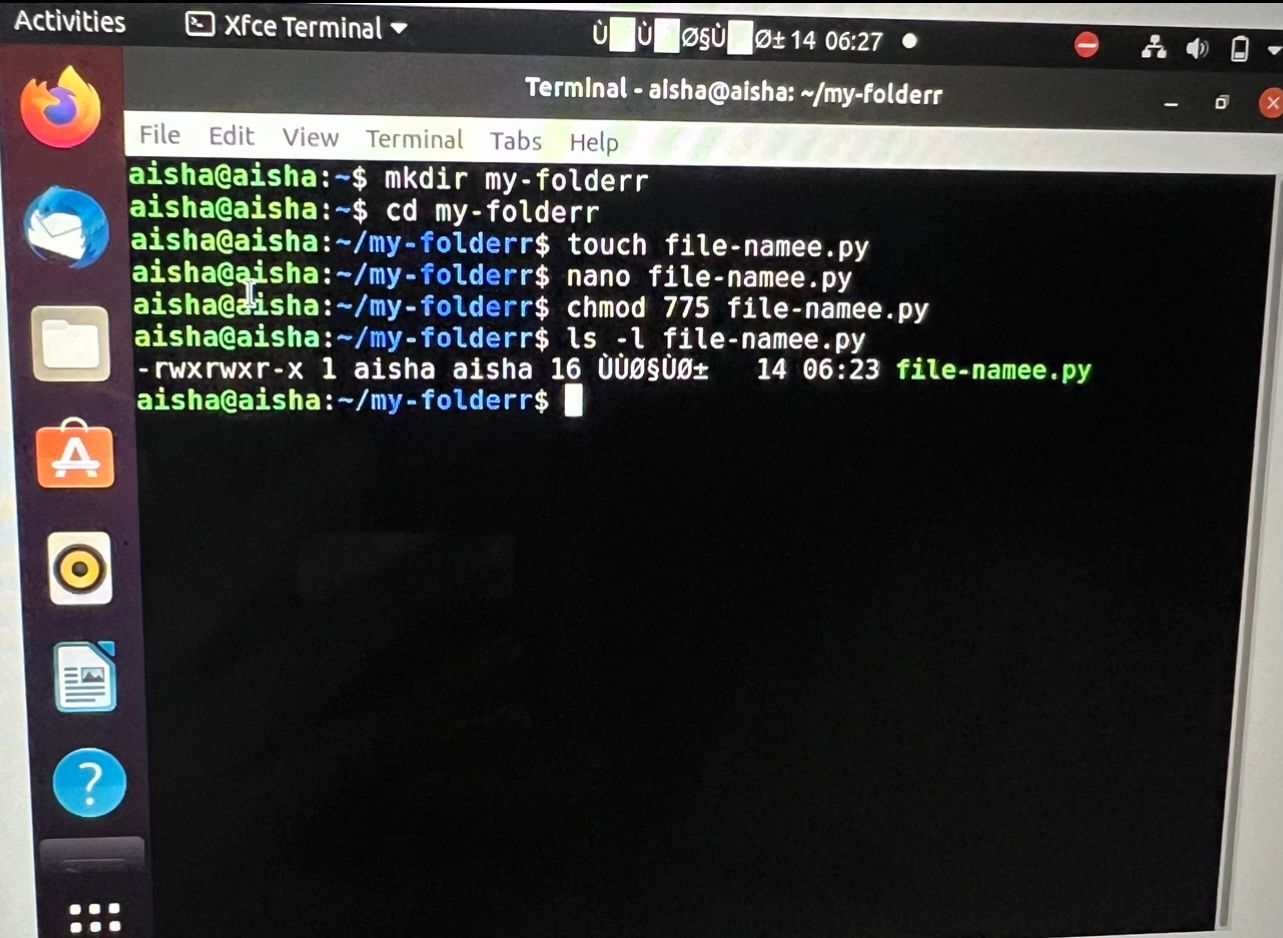 Activities Xfce Terminal Ù Ù Ø§Ù Ø± 14 06:27
Terminal - aisha@aisha: ~/my-folderr
File Edit View Terminal Tabs Help
aisha@aisha:~$ mkdir my-folderr
aisha@aisha:~$ cd my-folderr
aisha@aisha:~/my-folderr$ touch file-namee.py
aisha@aisha:~/my-folderr$ nano file-namee.py
aisha@aisha:~/my-folderr$ chmod 775 file-namee.py
aisha@aisha:~/my-folderr$ ls -l file-namee.py
-rwxrwxr-x 1 aisha aisha 16 ÙÙØ§ÙØ± 14 06:23 file-namee.py
aisha@aisha:~/my-folderr$